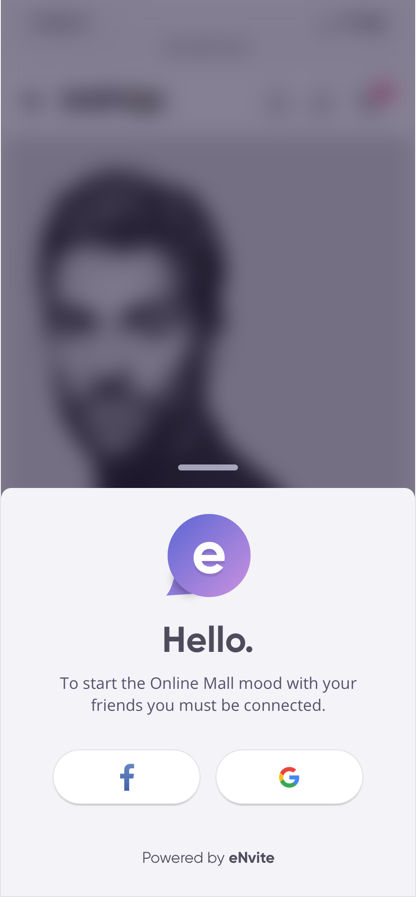 e
Hello.
To start the Online Mall mood with your
friends you must be connected.
f
G
Powered by eNvite